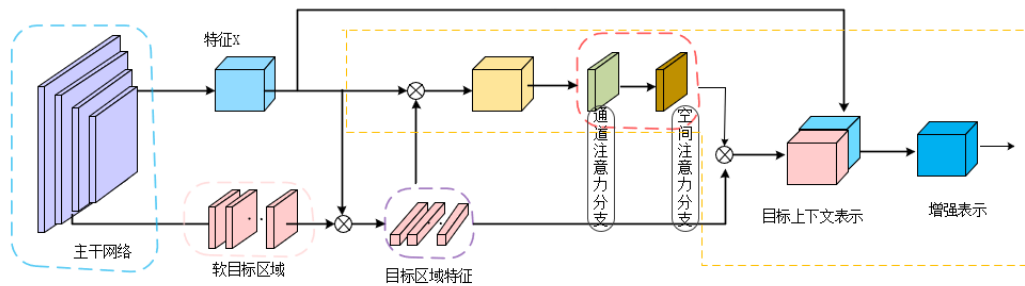 特征X
通道注意力分支
空间注意力分支
主干网络
软目标区域
目标区域特征
目标上下文表示
增强表示